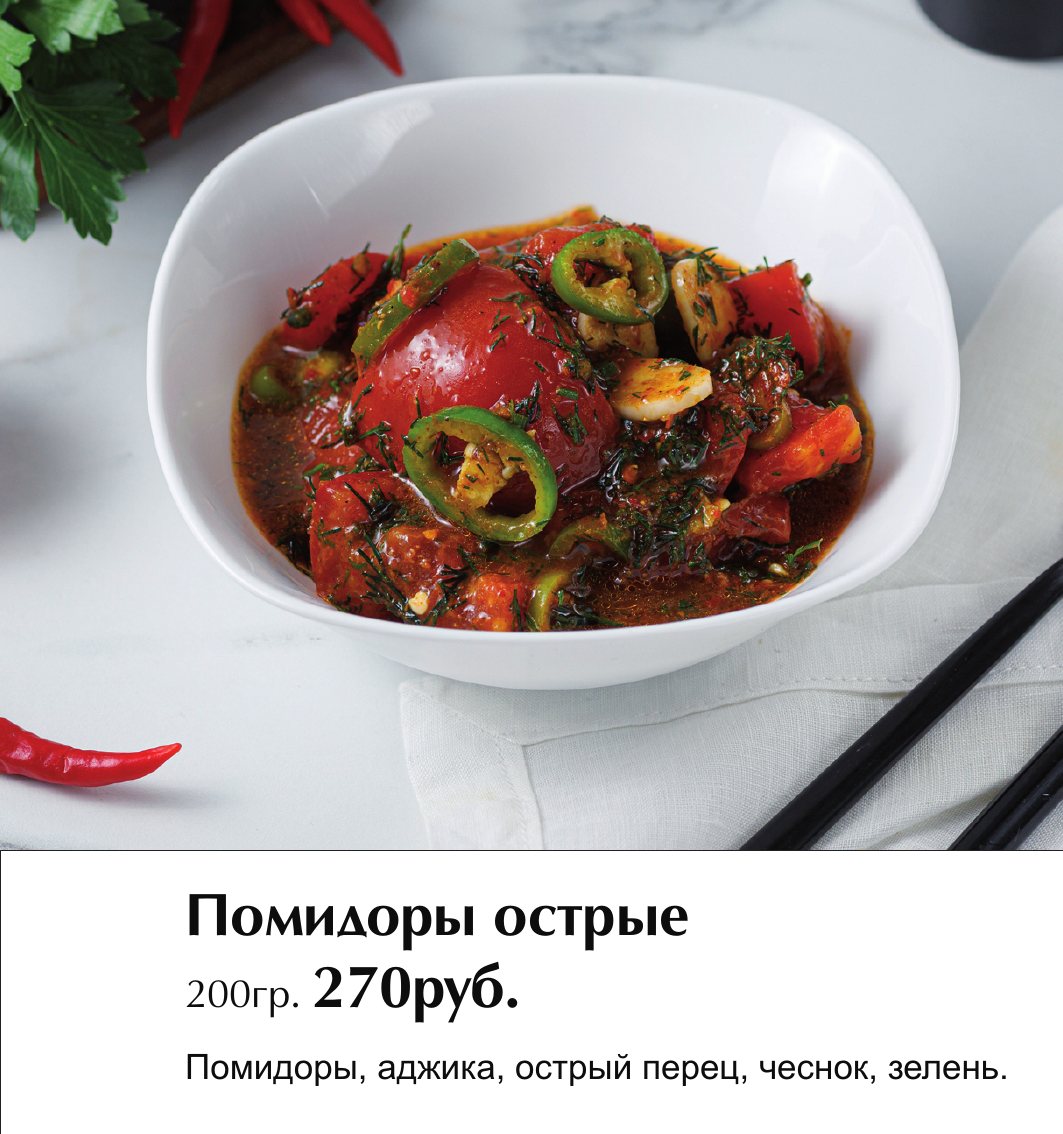 Помидоры острые
200гр. 270руб.
Помидоры, аджика, острый перец, чеснок, зелень.